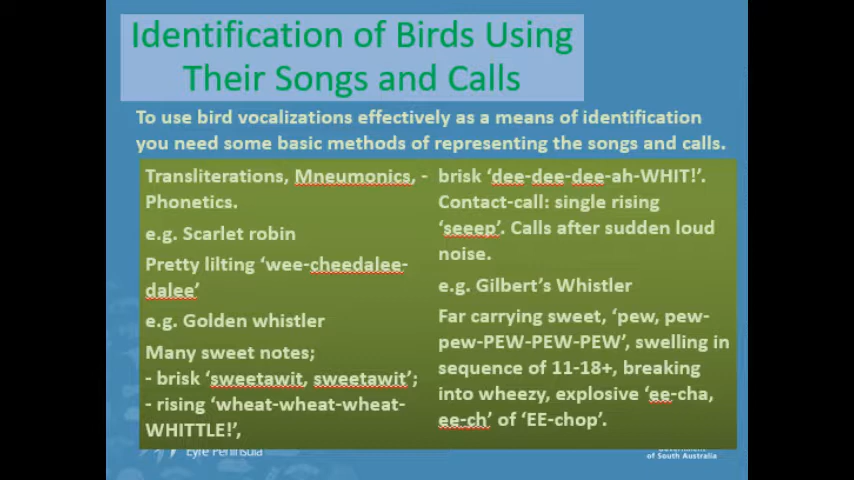 Identification of Birds Using
Their Songs and Calls
To use bird vocalizations effectively as a means of identification
you need some basic methods of representing the songs and calls.
Transliterations, Mneumonics, -
Phonetics.
e.g. Scarlet robin
Pretty lilting ‘wee-cheedalee-
dalee’
e.g. Golden whistler
Many sweet notes;
- brisk ‘sweetawit, sweetawit’;
- rising ‘wheat-wheat-wheat-
WHITTLE!’,
brisk ‘dee-dee-dee-ah-WHIT!’.
Contact-call: single rising
‘seeep’. Calls after sudden loud
noise.
e.g. Gilbert’s Whistler
Far carrying sweet, ‘pew, pew-
pew-PEW-PEW-PEW’, swelling in
sequence of 11-18+, breaking
into wheezy, explosive ‘ee-cha,
ee-ch’ of ‘EE-chop’.
Eyre Peninsula
Government
of South Australia